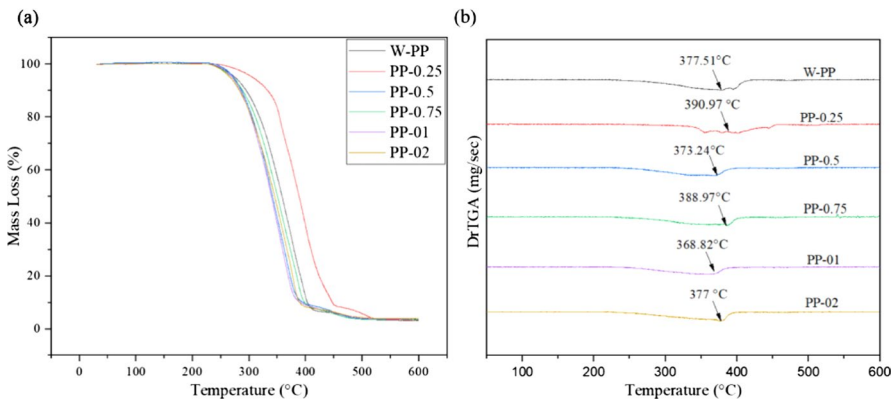 (a)
Mass Loss (%)
100
80
60
40
20
0
0
100
200
300
400
500
600
Temperature (°C)
W-PP
PP-0.25
PP-0.5
PP-0.75
PP-01
PP-02
(b)
DrTGA (mg/sec)
377.51°C
W-PP
390.97 °C
PP-0.25
373.24°C
PP-0.5
388.97°C
PP-0.75
368.82°C
PP-01
377 °C
PP-02
100
200
300
400
500
600
Temperature (°C)